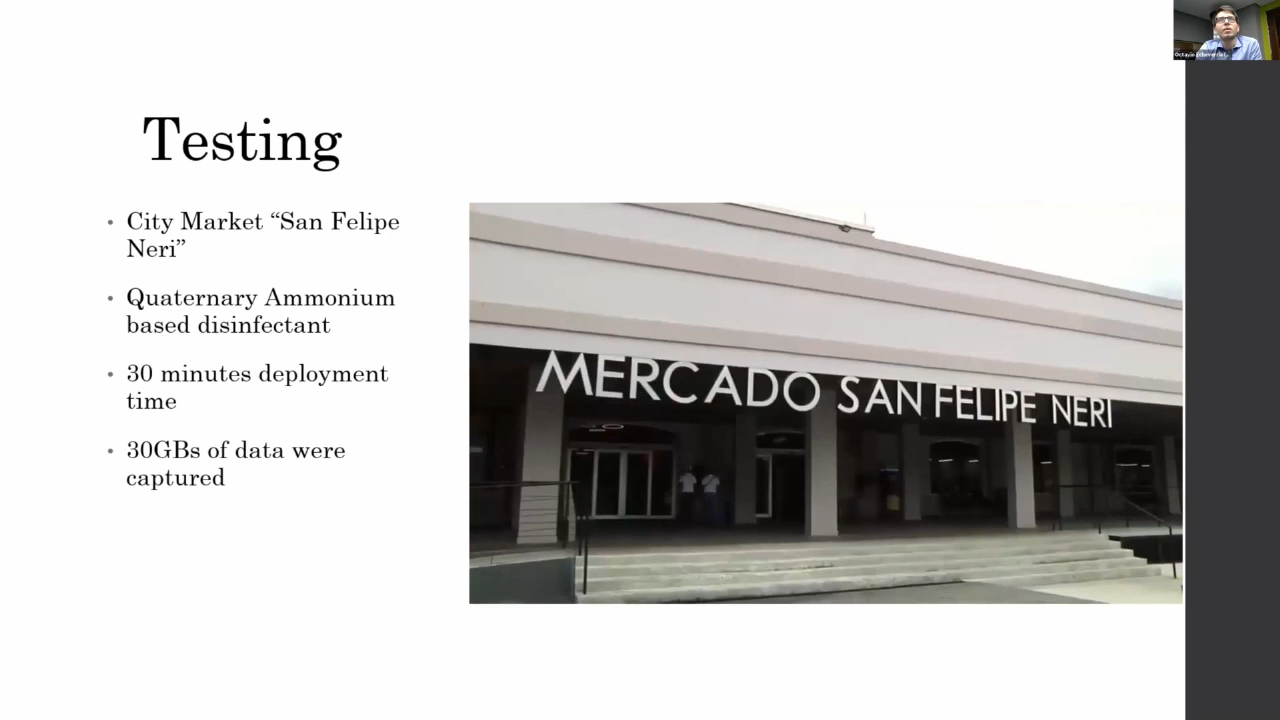 Testing
• City Market “San Felipe
Neri”
• Quaternary Ammonium
based disinfectant
• 30 minutes deployment
time
• 30GBs of data were
captured
MERCADO SAN FELIPE NERI